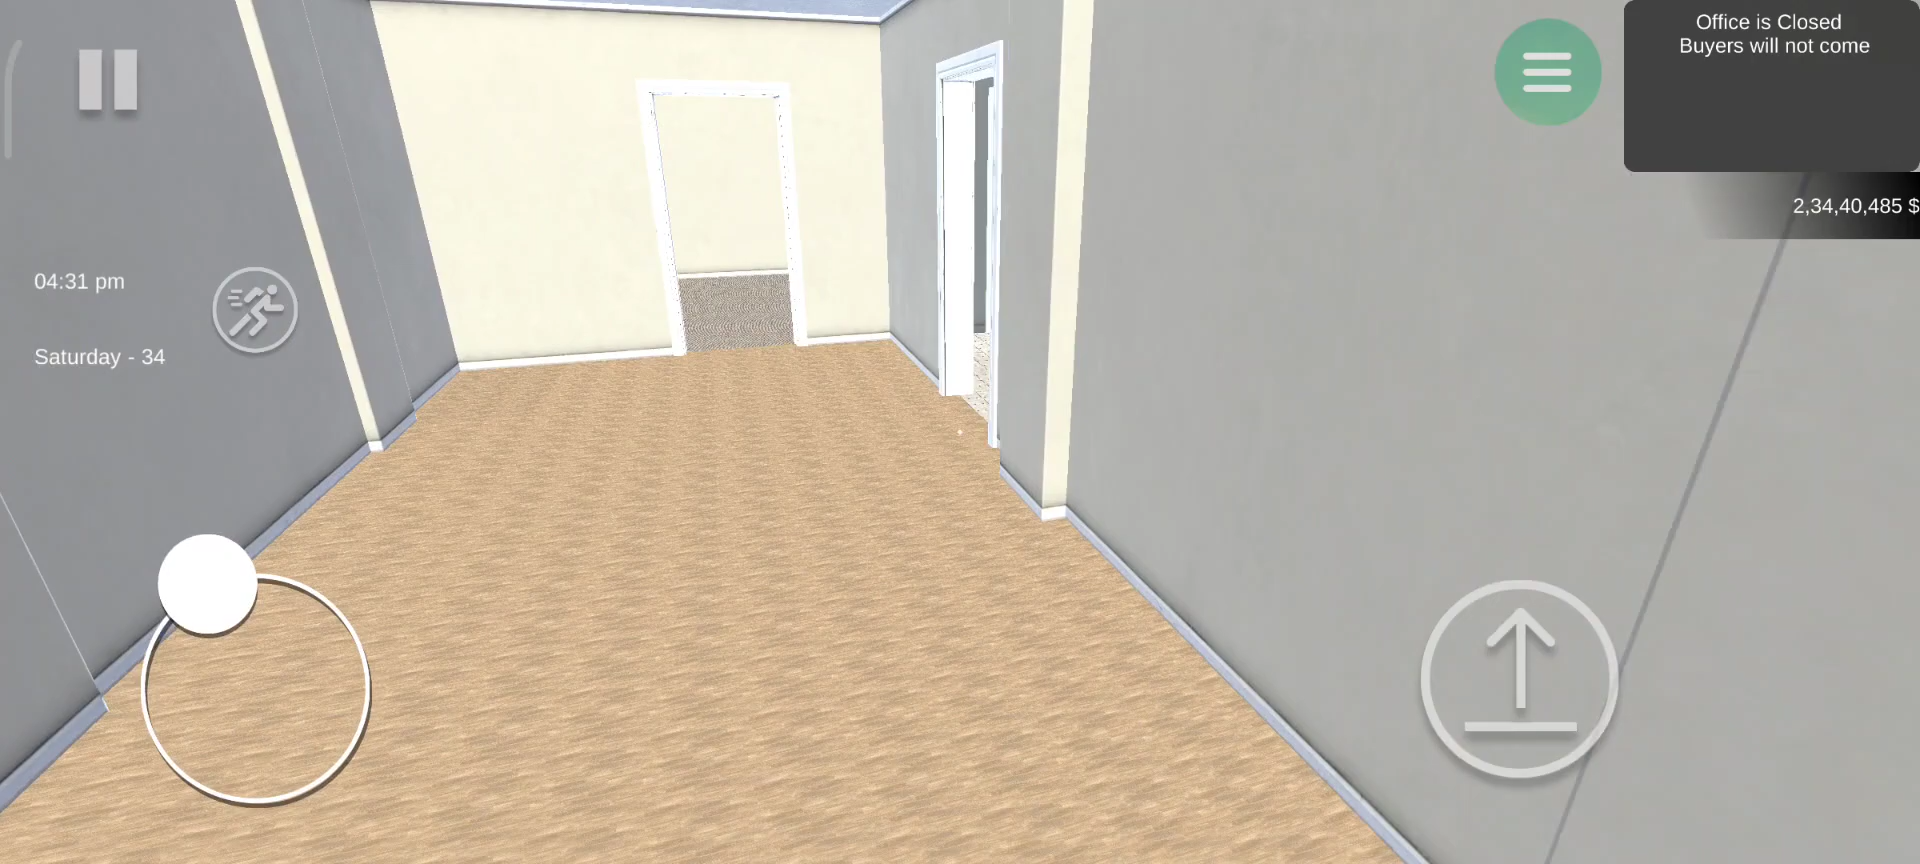 Office is Closed
Buyers will not come
2,34,40,485 $
04:31 pm
Saturday - 34